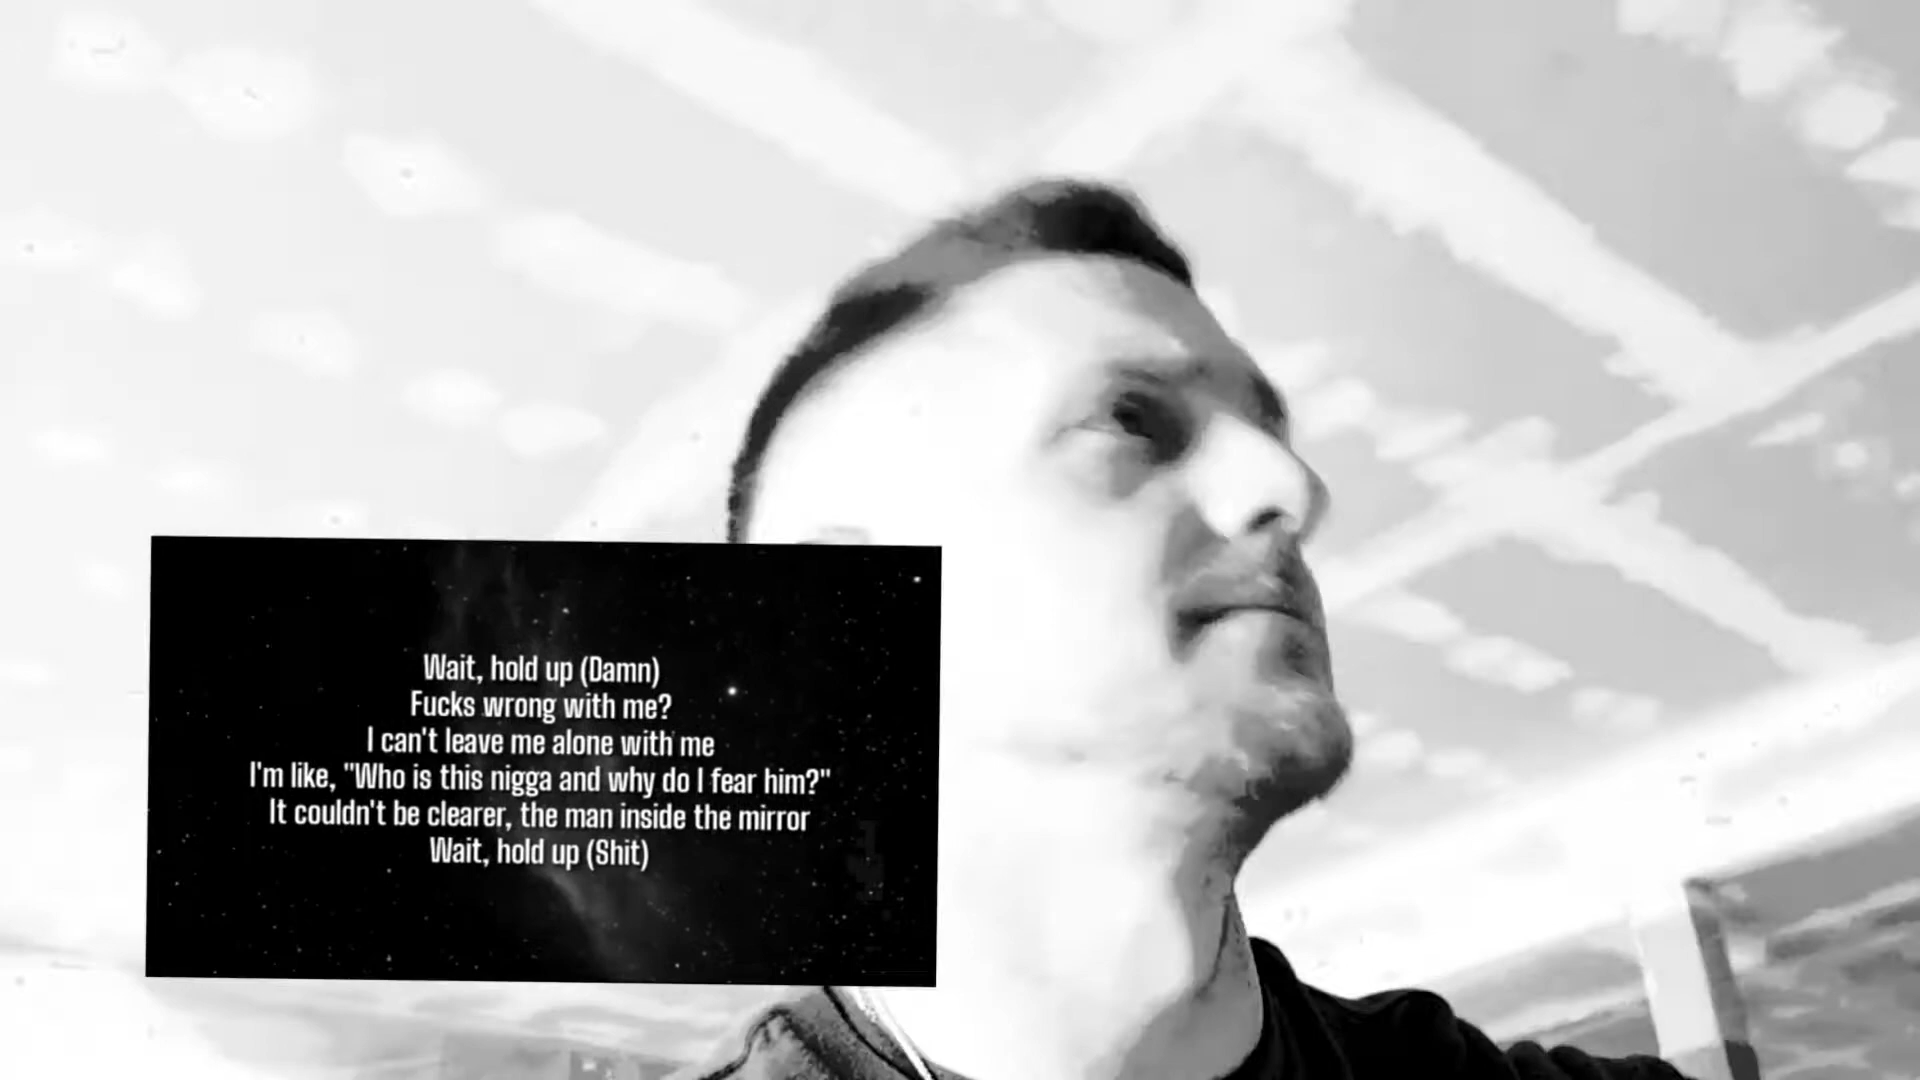 Wait, hold up (Damn)
Fucks wrong with me?
I can't leave me alone with me
I'm like, "Who is this nigga and why do I fear him?"
It couldn't be clearer, the man inside the mirror
Wait, hold up (Shit)